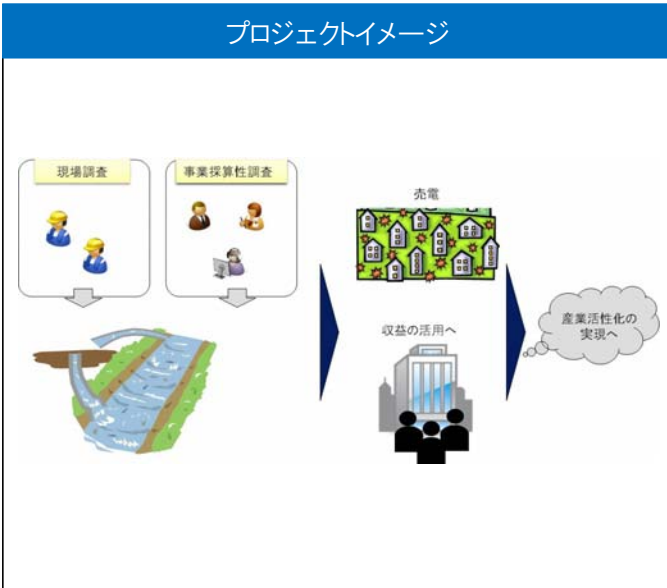 プロジェクトイメージ
現場調査
事業採算性調査
売電
収益の活用へ
産業活性化の
実現へ